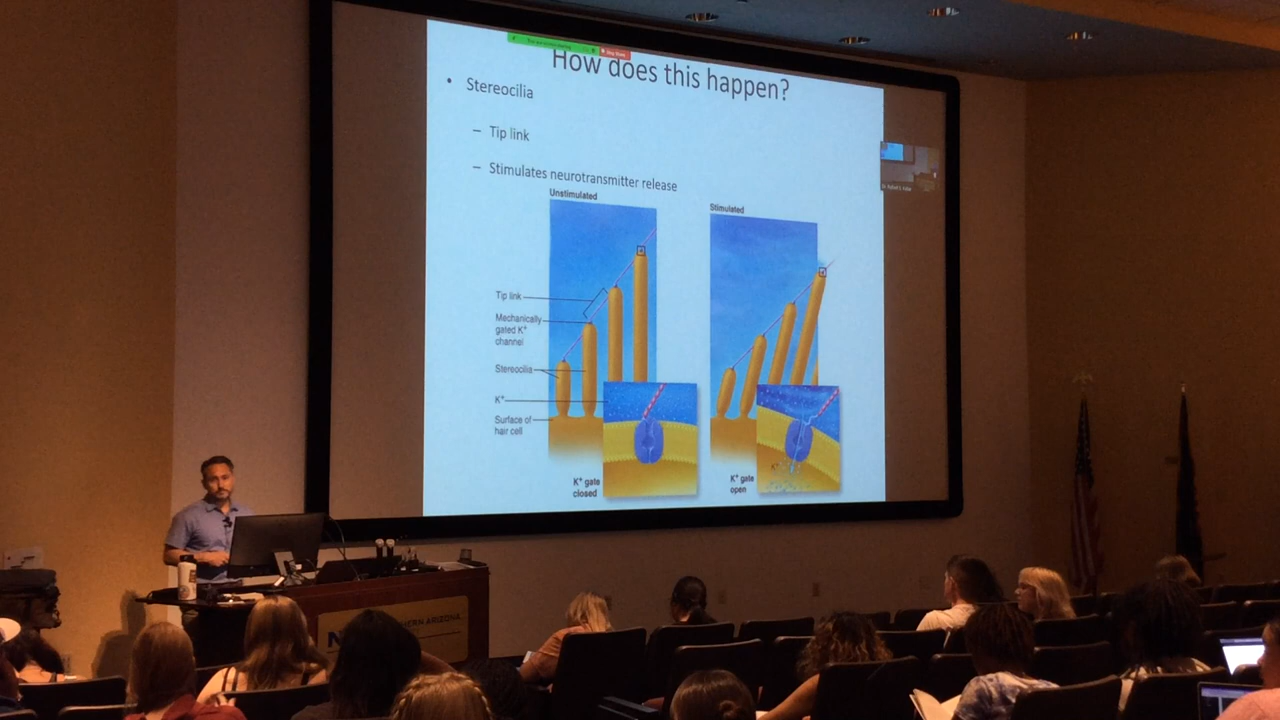 How does this happen?
• Stereocilia
– Tip link
– Stimulates neurotransmitter release
Unstimulated
Stimulated
Tip link
Mechanically
gated K+
channel
Stereocilia
K+
Surface of
hair cell
K+ gate
closed
K+
K+ gate
open
N
ARIZONA